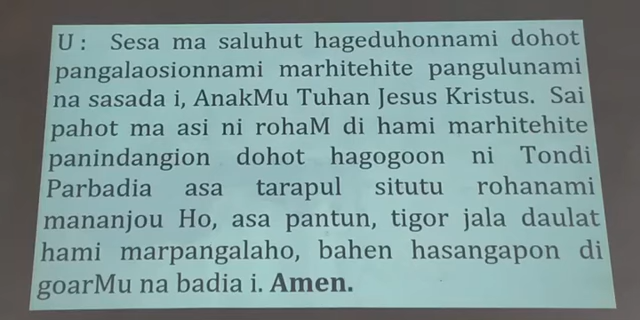 U : Sesa ma saluhut hageduhonnami dohot
pangalaosionnami marhitehite pangulunami
na sasada i, AnakMu Tuhan Jesus Kristus. Sai
pahot ma asi ni rohaM di hami marhitehite
panindangion dohot hagogoon ni Tondi
Parbadia asa tarapul situtu rohanami
mananjou Ho, asa pantun, tigor jala daulat
hami marpangalaho, bahen hasangapon di
goarMu na badia i. Amen.